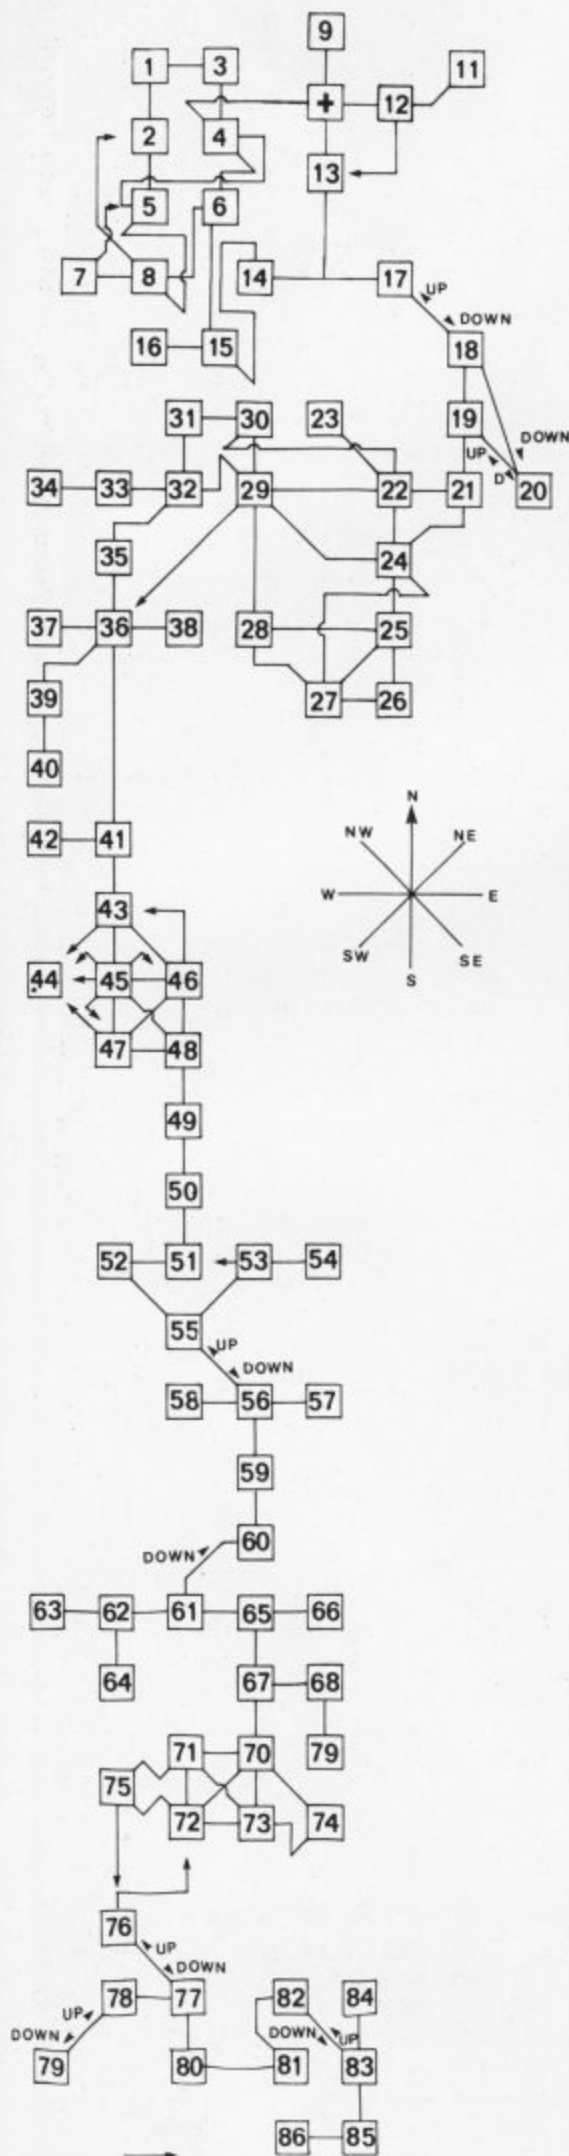 9
1 3 11
+ 12
2 4
13
5 6
7 8 14 17
UP
DOWN
16 15 18
31 30 23 19
DOWN
UP
D
34 33 32 29 22 21 20
35 24
37 36 38 28 25
39 27 26
40
N
NW NE
42 41
W E
43
SW SE
S
44 45 46
47 48
49
50
52 51 53 54
55
UP
DOWN
58 56 57
59
60
DOWN
63 62 61 65 66
64 67 68
71 70 79
75
72 73 74
76
UP
DOWN
78 77 82 84
UP
DOWN
DOWN
UP
79 80 81 83
86 85